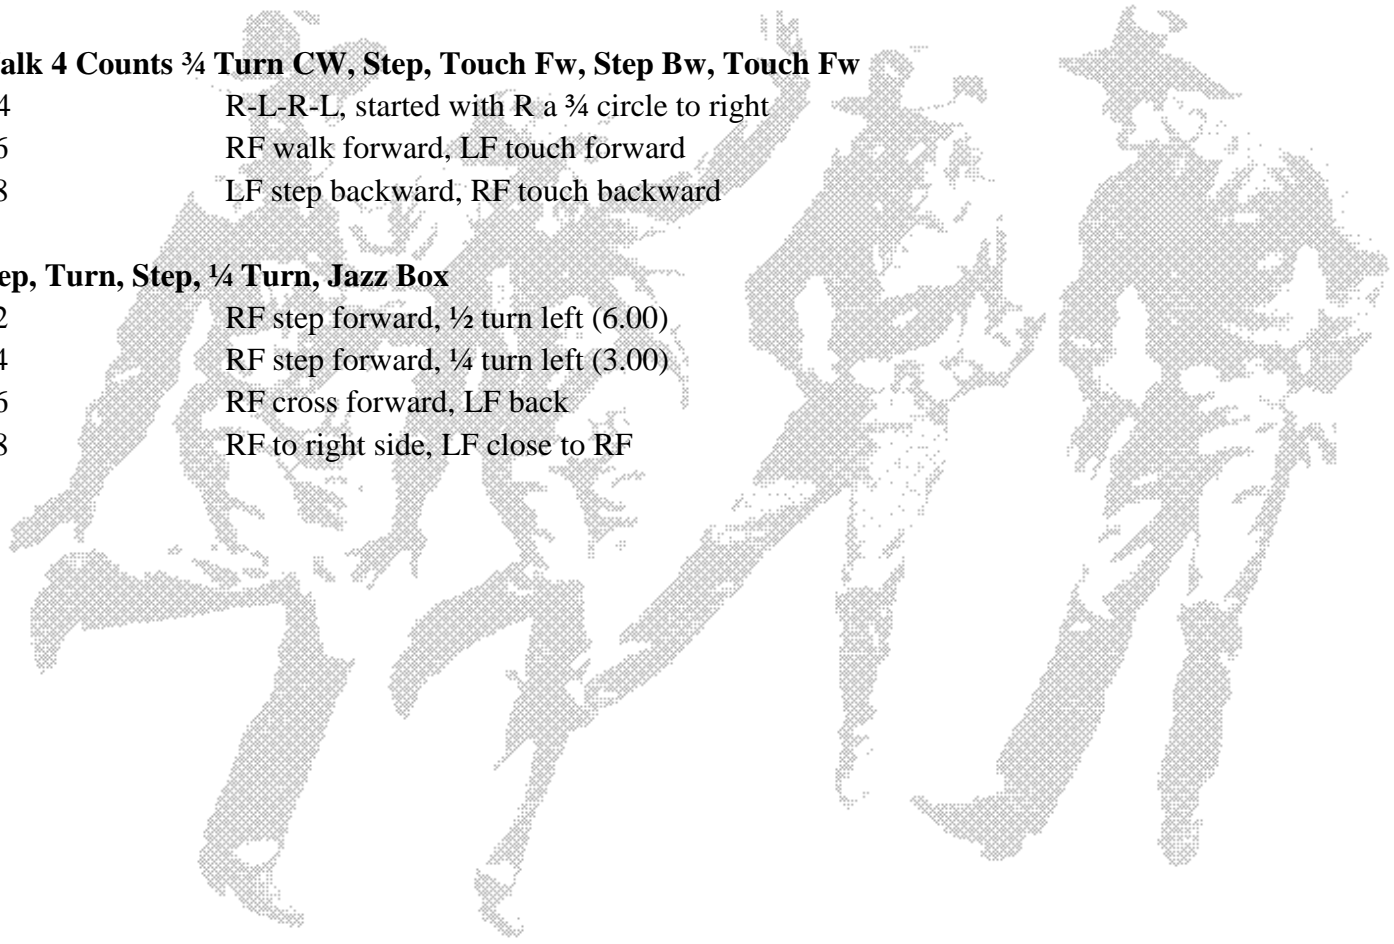 alk 4 Counts ¾ Turn CW, Step, Touch Fw, Step Bw, Touch Fw
4 R-L-R-L, started with R a ¾ circle to right
6 RF walk forward, LF touch forward
8 LF step backward, RF touch backward
ep, Turn, Step, ¼ Turn, Jazz Box
2 RF step forward, ½ turn left (6.00)
4 RF step forward, ¼ turn left (3.00)
6 RF cross forward, LF back
8 RF to right side, LF close to RF